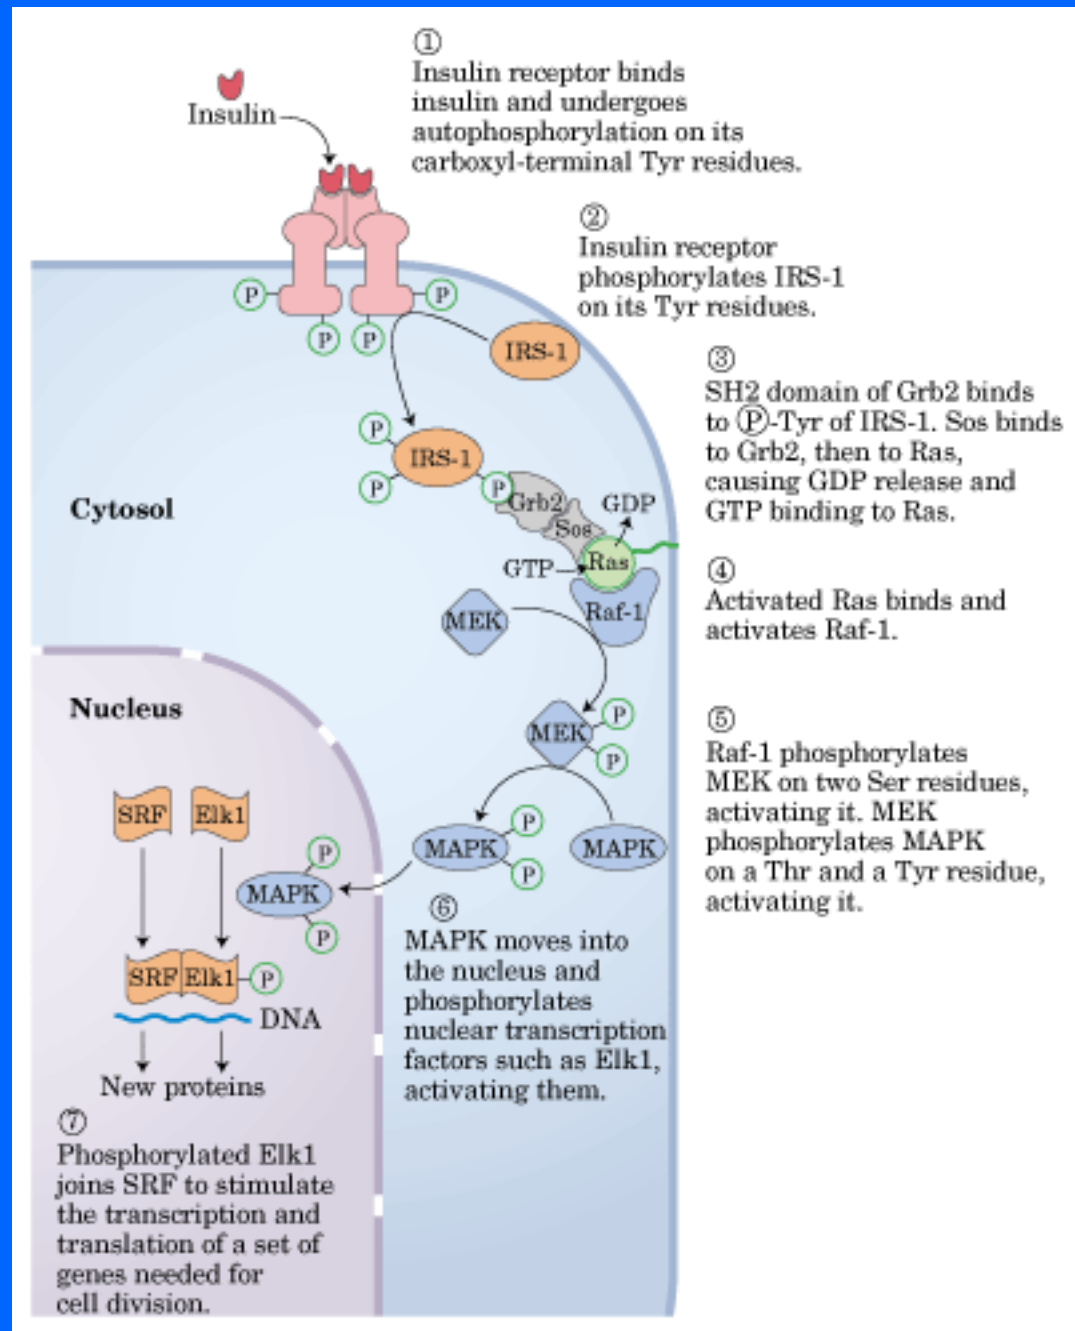 ①
Insulin receptor binds
insulin and undergoes
autophosphorylation on its
carboxyl-terminal Tyr residues.
Insulin
②
Insulin receptor
phosphorylates IRS-1
on its Tyr residues.
P
P
P
P
IRS-1
③
SH2 domain of Grb2 binds
to Ⓟ-Tyr of IRS-1. Sos binds
to Grb2, then to Ras,
causing GDP release and
GTP binding to Ras.
P
IRS-1
P
P
Grb2
Sos
GDP
GTP
Ras
Raf-1
Cytosol
④
Activated Ras binds and
activates Raf-1.
MEK
MEK
P
P
⑤
Raf-1 phosphorylates
MEK on two Ser residues,
activating it. MEK
phosphorylates MAPK
on a Thr and a Tyr residue,
activating it.
Nucleus
SRF
Elk1
MAPK
P
P
MAPK
MAPK
P
P
⑥
MAPK moves into
the nucleus and
phosphorylates
nuclear transcription
factors such as Elk1,
activating them.
SRF
Elk1
P
DNA
New proteins
⑦
Phosphorylated Elk1
joins SRF to stimulate
the transcription and
translation of a set of
genes needed for
cell division.